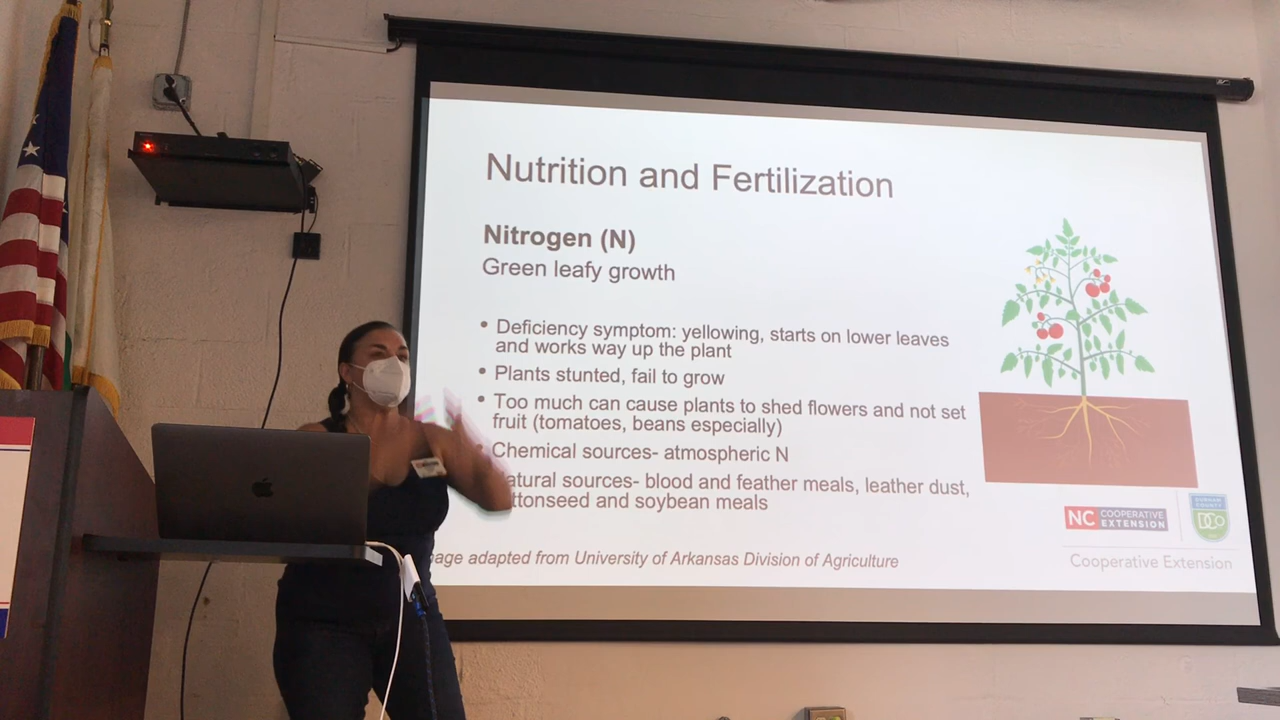 Nutrition and Fertilization
Nitrogen (N)
Green leafy growth
• Deficiency symptom: yellowing, starts on lower leaves
and works way up the plant
• Plants stunted, fail to grow
• Too much can cause plants to shed flowers and not set
fruit (tomatoes, beans especially)
Chemical sources- atmospheric N
atural sources- blood and feather meals, leather dust,
ttonseed and soybean meals
age adapted from University of Arkansas Division of Agriculture
NC COOPERATIVE
EXTENSION
DURHAM
COUNTY
DCo
Cooperative Extension